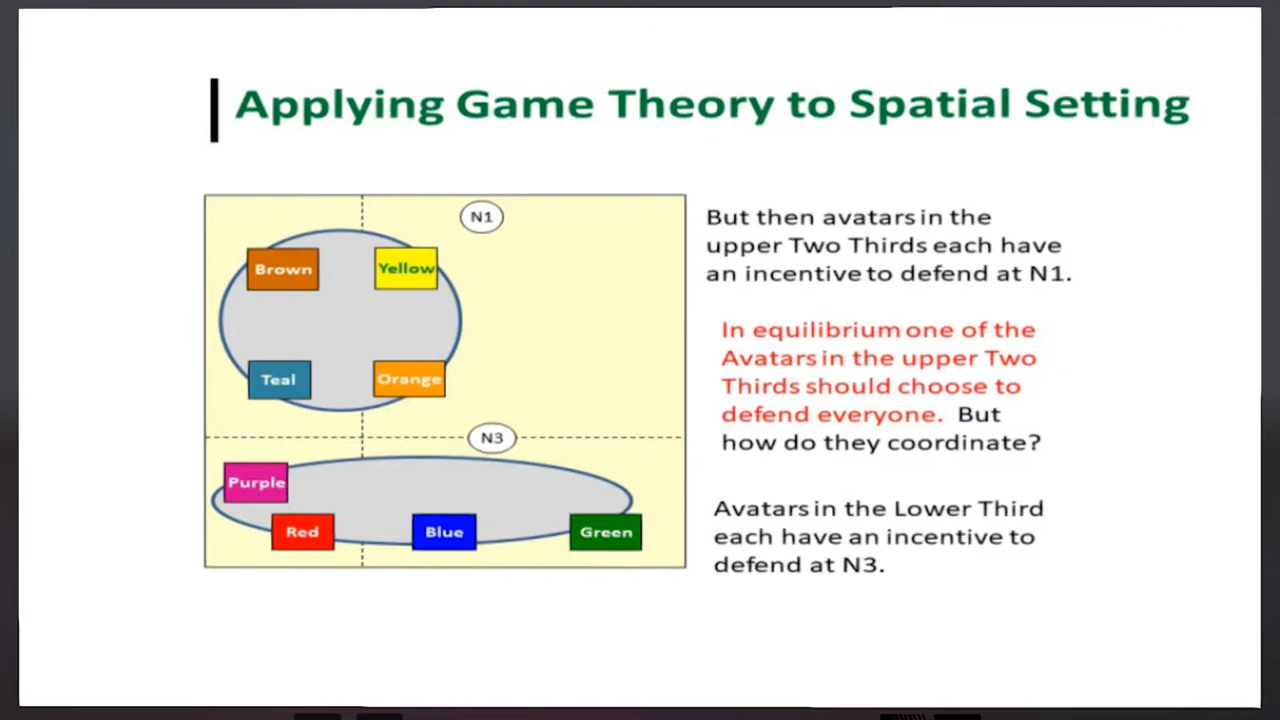 Applying Game Theory to Spatial Setting
N1
Brown
Yellow
Teal
Orange
N3
Purple
Red
Blue
Green
But then avatars in the
upper Two Thirds each have
an incentive to defend at N1.
In equilibrium one of the
Avatars in the upper Two
Thirds should choose to
defend everyone. But
how do they coordinate?
Avatars in the Lower Third
each have an incentive to
defend at N3.